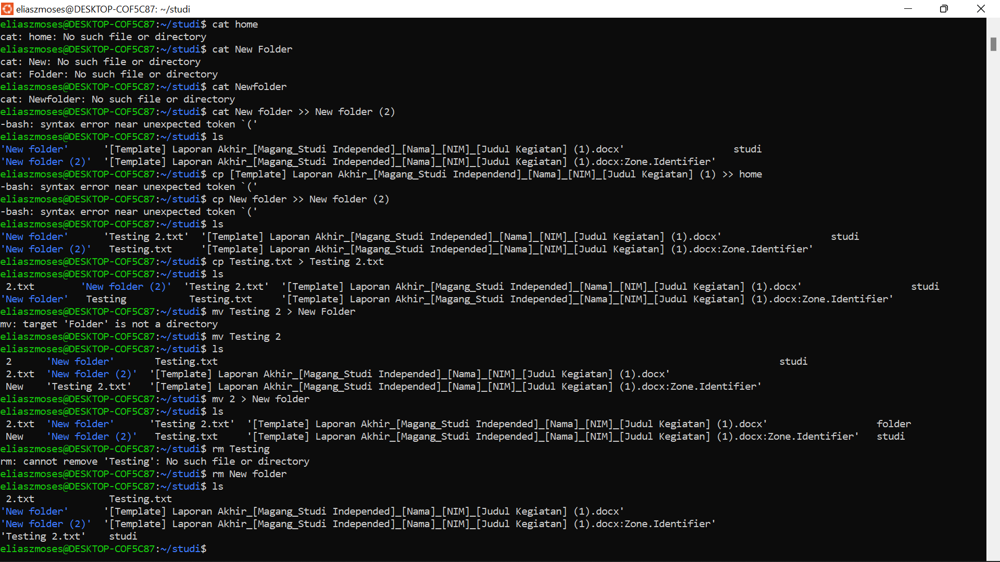 eliaszmoses@DESKTOP-COF5C87: ~/studi
eliaszmoses@DESKTOP-COF5C87:~/studi$ cat home
cat: home: No such file or directory
eliaszmoses@DESKTOP-COF5C87:~/studi$ cat New Folder
cat: New: No such file or directory
cat: Folder: No such file or directory
eliaszmoses@DESKTOP-COF5C87:~/studi$ cat Newfolder
cat: Newfolder: No such file or directory
eliaszmoses@DESKTOP-COF5C87:~/studi$ cat New folder >> New folder (2)
-bash: syntax error near unexpected token `('
eliaszmoses@DESKTOP-COF5C87:~/studi$ ls
'New folder'      '[Template] Laporan Akhir_[Magang_Studi Independed]_[Nama]_[NIM]_[Judul Kegiatan] (1).docx'                   studi
'New folder (2)'  '[Template] Laporan Akhir_[Magang_Studi Independed]_[Nama]_[NIM]_[Judul Kegiatan] (1).docx:Zone.Identifier'
eliaszmoses@DESKTOP-COF5C87:~/studi$ cp [Template] Laporan Akhir_[Magang_Studi Independend]_[Nama]_[NIM]_[Judul Kegiatan] (1) >> home
-bash: syntax error near unexpected token `('
eliaszmoses@DESKTOP-COF5C87:~/studi$ cp New folder >> New folder (2)
-bash: syntax error near unexpected token `('
eliaszmoses@DESKTOP-COF5C87:~/studi$ ls
'New folder'      'Testing 2.txt'  '[Template] Laporan Akhir_[Magang_Studi Independed]_[Nama]_[NIM]_[Judul Kegiatan] (1).docx'                   studi
'New folder (2)'   Testing.txt     '[Template] Laporan Akhir_[Magang_Studi Independed]_[Nama]_[NIM]_[Judul Kegiatan] (1).docx:Zone.Identifier'
eliaszmoses@DESKTOP-COF5C87:~/studi$ cp Testing.txt > Testing 2.txt
eliaszmoses@DESKTOP-COF5C87:~/studi$ ls
 2.txt        'New folder (2)'  'Testing 2.txt'  '[Template] Laporan Akhir_[Magang_Studi Independed]_[Nama]_[NIM]_[Judul Kegiatan] (1).docx'                   studi
'New folder'   Testing           Testing.txt     '[Template] Laporan Akhir_[Magang_Studi Independed]_[Nama]_[NIM]_[Judul Kegiatan] (1).docx:Zone.Identifier'
eliaszmoses@DESKTOP-COF5C87:~/studi$ mv Testing 2 > New Folder
mv: target 'Folder' is not a directory
eliaszmoses@DESKTOP-COF5C87:~/studi$ mv Testing 2
eliaszmoses@DESKTOP-COF5C87:~/studi$ ls
 2      'New folder'       Testing.txt                                                                                                  studi
 2.txt  'New folder (2)'  '[Template] Laporan Akhir_[Magang_Studi Independed]_[Nama]_[NIM]_[Judul Kegiatan] (1).docx'
 New    'Testing 2.txt'   '[Template] Laporan Akhir_[Magang_Studi Independed]_[Nama]_[NIM]_[Judul Kegiatan] (1).docx:Zone.Identifier'
eliaszmoses@DESKTOP-COF5C87:~/studi$ mv 2 > New folder
eliaszmoses@DESKTOP-COF5C87:~/studi$ ls
 2.txt  'New folder'      'Testing 2.txt'  '[Template] Laporan Akhir_[Magang_Studi Independed]_[Nama]_[NIM]_[Judul Kegiatan] (1).docx'                   folder
 New    'New folder (2)'   Testing.txt     '[Template] Laporan Akhir_[Magang_Studi Independed]_[Nama]_[NIM]_[Judul Kegiatan] (1).docx:Zone.Identifier'   studi
eliaszmoses@DESKTOP-COF5C87:~/studi$ rm Testing
rm: cannot remove 'Testing': No such file or directory
eliaszmoses@DESKTOP-COF5C87:~/studi$ rm New folder
eliaszmoses@DESKTOP-COF5C87:~/studi$ ls
 2.txt             Testing.txt
'New folder'      '[Template] Laporan Akhir_[Magang_Studi Independed]_[Nama]_[NIM]_[Judul Kegiatan] (1).docx'
'New folder (2)'  '[Template] Laporan Akhir_[Magang_Studi Independed]_[Nama]_[NIM]_[Judul Kegiatan] (1).docx:Zone.Identifier'
'Testing 2.txt'    studi
eliaszmoses@DESKTOP-COF5C87:~/studi$